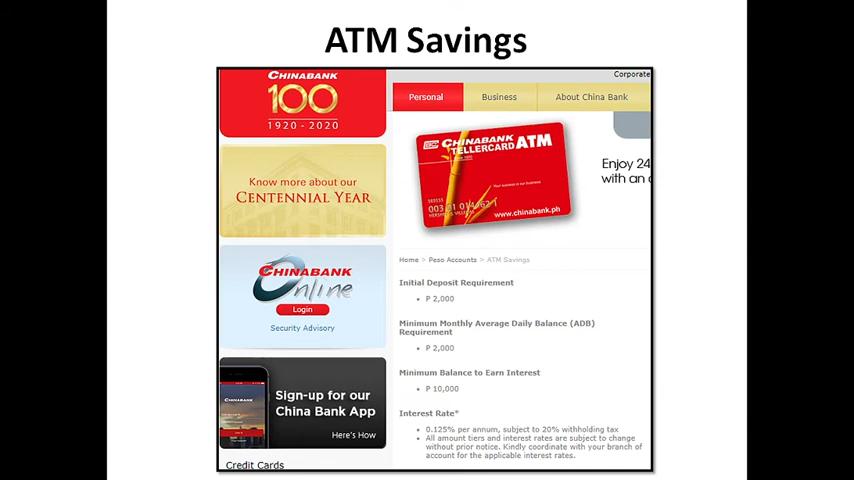 ATM Savings
CHINABANK
100
1920 - 2020
Corporate
Personal
Business
About China Bank
CHINABANK
TELLERCARD ATM
Your success is our business
www.chinabank.ph
Enjoy 24
with an
Know more about our
CENTENNIAL YEAR
CHINABANK
Online
Login
Security Advisory
Sign-up for our
China Bank App
Here's How
Credit Cards
Home > Peso Accounts > ATM Savings
Initial Deposit Requirement
• P 2,000
Minimum Monthly Average Daily Balance (ADB)
Requirement
• P 2,000
Minimum Balance to Earn Interest
• P 10,000
Interest Rate*
• 0.125% per annum, subject to 20% withholding tax
• All amount tiers and interest rates are subject to change
without prior notice. Kindly coordinate with your branch of
account for the applicable interest rates.